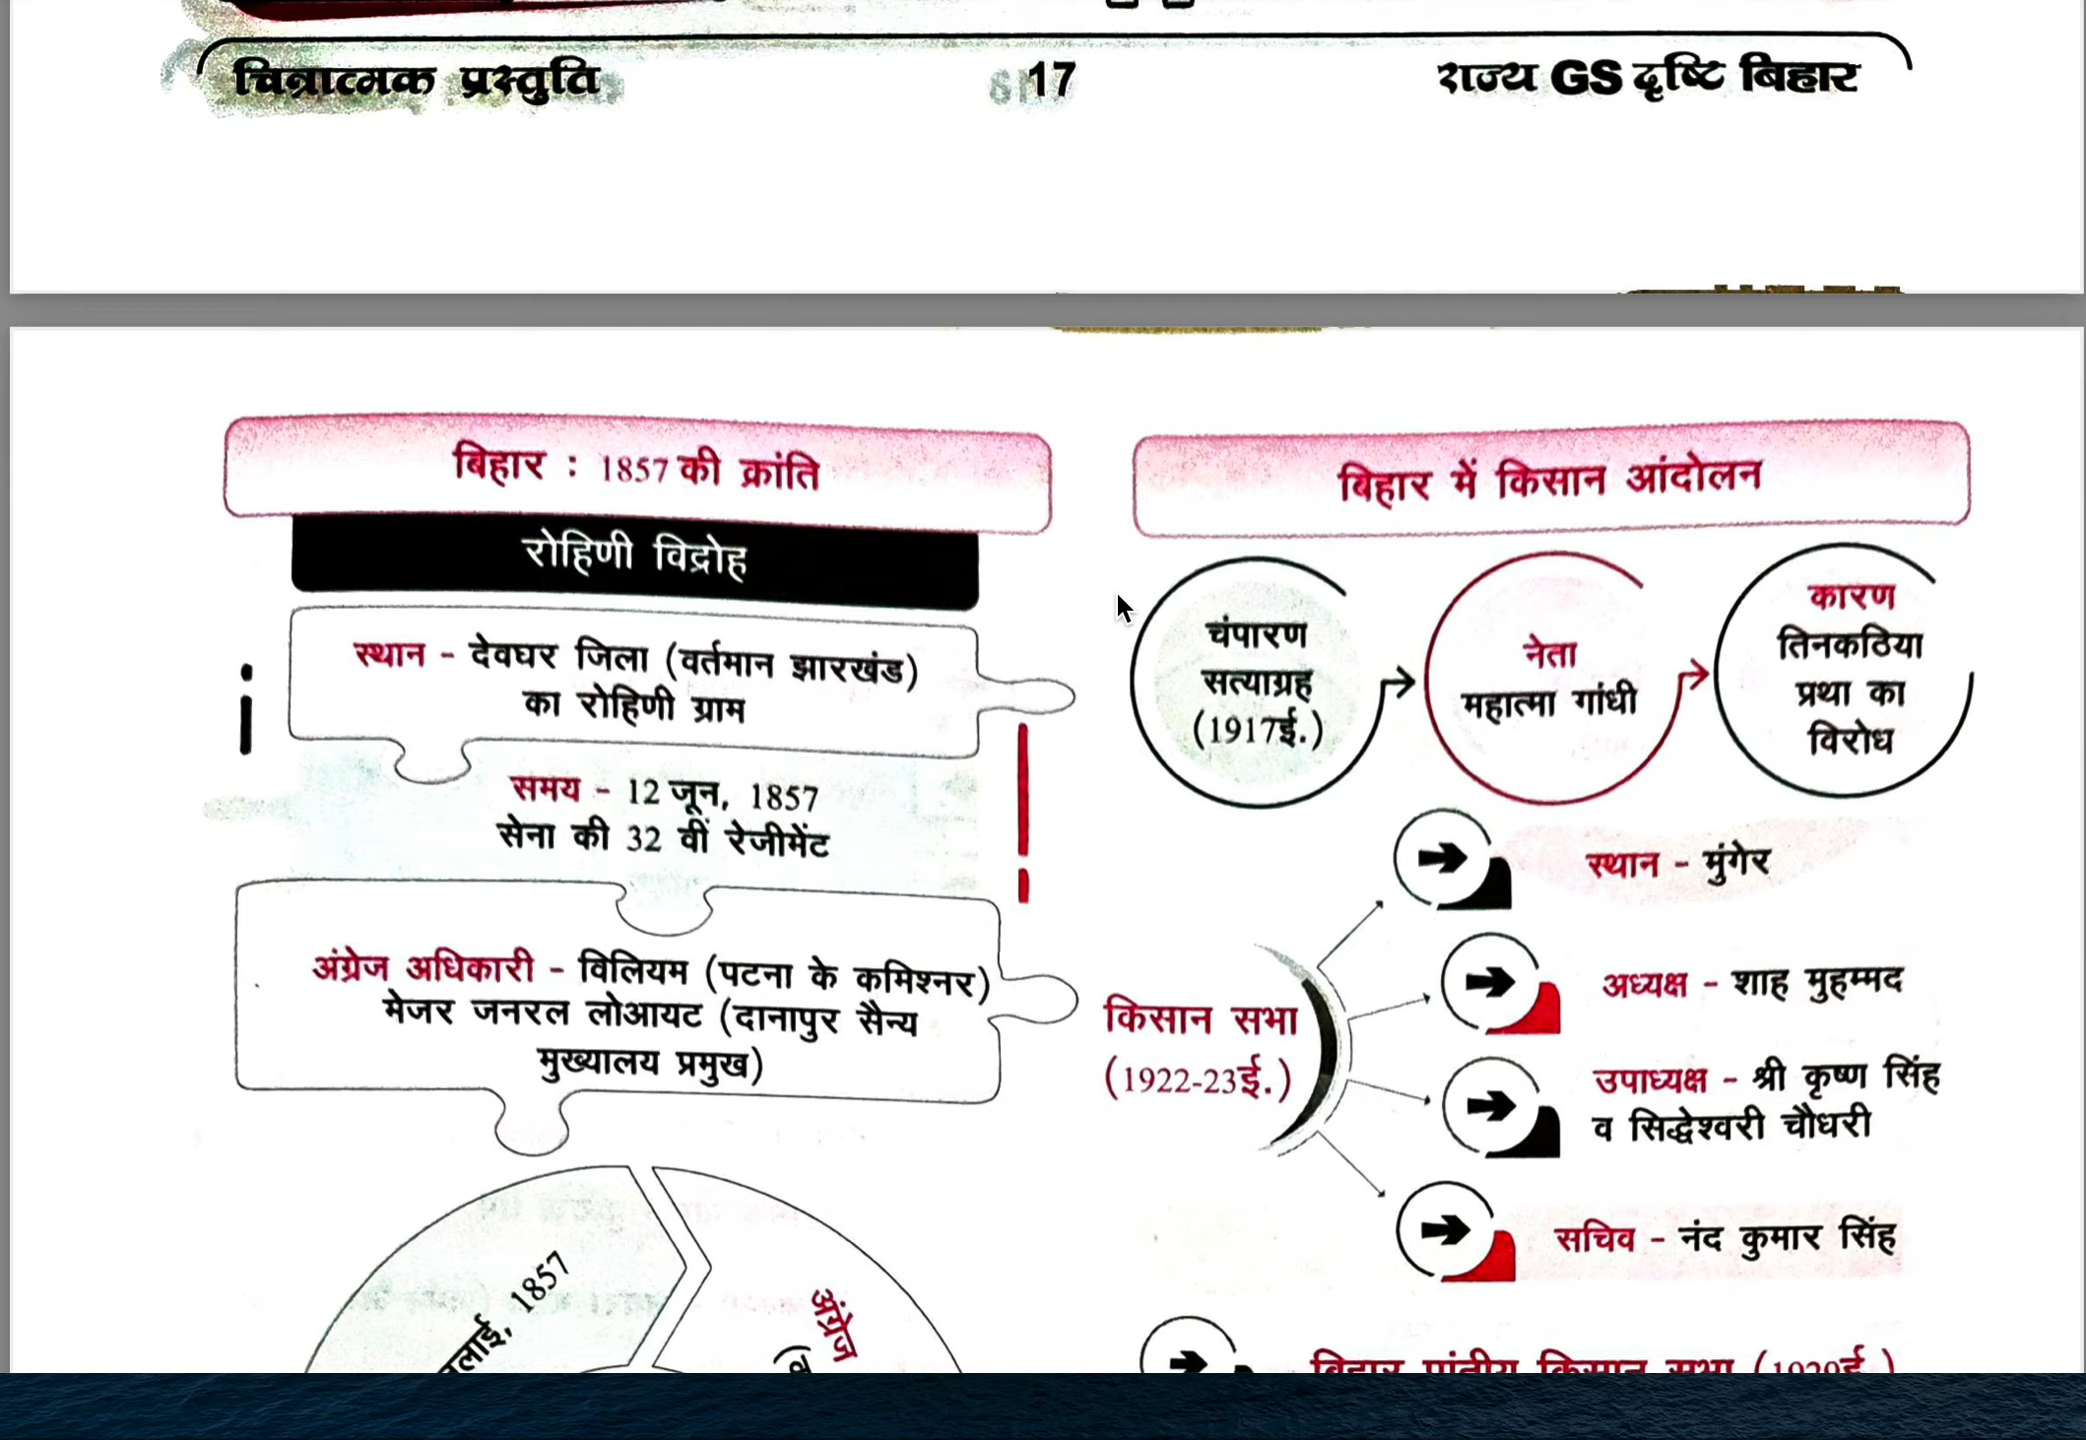 चित्रात्मक प्रस्तुति
17
राज्य GS दृष्टि बिहार
बिहार : 1857 की क्रांति
रोहिणी विद्रोह
स्थान - देवघर जिला (वर्तमान झारखंड)
का रोहिणी ग्राम
समय - 12 जून, 1857
सेना की 32 वीं रेजीमेंट
अंग्रेज अधिकारी - विलियम (पटना के कमिश्नर)
मेजर जनरल लोआयट (दानापुर सैन्य
मुख्यालय प्रमुख)
1857
अंग्रेज
बिहार में किसान आंदोलन
चंपारण
सत्याग्रह
(1917ई.)
नेता
महात्मा गांधी
कारण
तिनकठिया
प्रथा का
विरोध
किसान सभा
(1922-23ई.)
स्थान - मुंगेर
अध्यक्ष - शाह मुहम्मद
उपाध्यक्ष - श्री कृष्ण सिंह
व सिद्धेश्वरी चौधरी
सचिव - नंद कुमार सिंह
बिहार प्रांतीय किसान सभा (1929ई.)